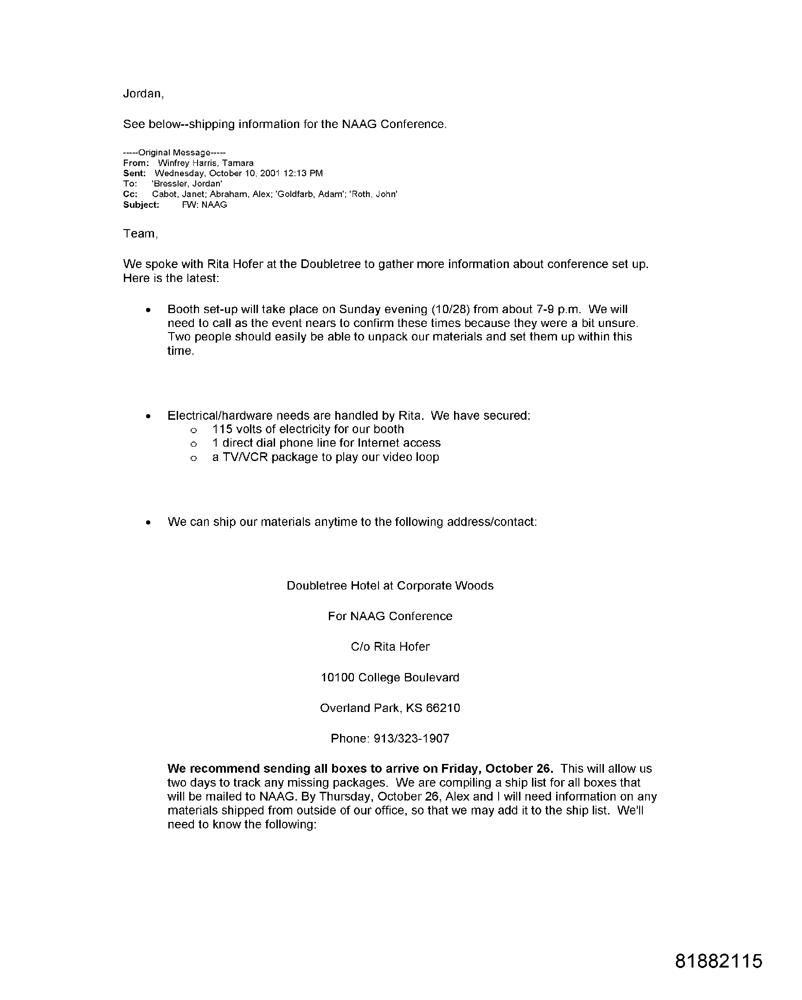 Jordan,
See below--shipping information for the NAAG Conference.
-----Original Message-----
From: Winfrey Harris, Tamara
Sent: Wednesday, October 10, 2001 12:13 PM
To: 'Bressler, Jordan'
Cc: Cabot, Janet; Abraham, Alex; 'Goldfarb, Adam'; 'Roth, John'
Subject: FW: NAAG
Team,
We spoke with Rita Hofer at the Doubletree to gather more information about conference set up.
Here is the latest:
• Booth set-up will take place on Sunday evening (10/28) from about 7-9 p.m. We will
need to call as the event nears to confirm these times because they were a bit unsure.
Two people should easily be able to unpack our materials and set them up within this
time.
• Electrical/hardware needs are handled by Rita. We have secured:
o 115 volts of electricity for our booth
o 1 direct dial phone line for Internet access
o a TV/VCR package to play our video loop
• We can ship our materials anytime to the following address/contact:
Doubletree Hotel at Corporate Woods
For NAAG Conference
C/o Rita Hofer
10100 College Boulevard
Overland Park, KS 66210
Phone: 913/323-1907
We recommend sending all boxes to arrive on Friday, October 26. This will allow us
two days to track any missing packages. We are compiling a ship list for all boxes that
will be mailed to NAAG. By Thursday, October 26, Alex and I will need information on any
materials shipped from outside of our office, so that we may add it to the ship list. We'll
need to know the following:
81882115